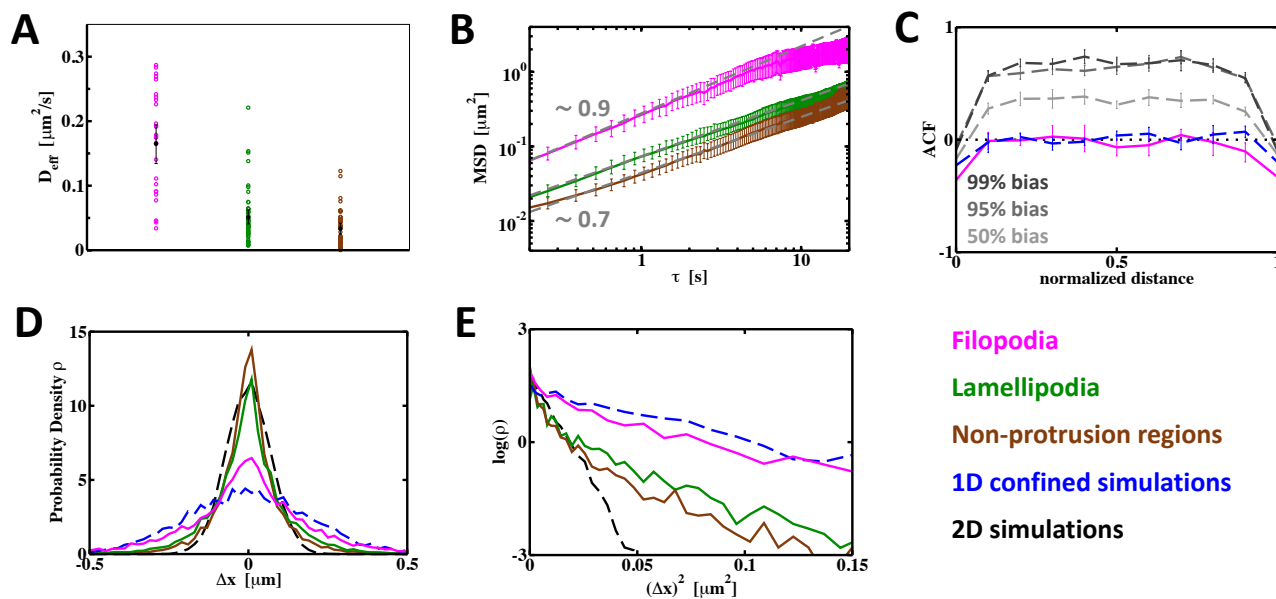 A
D_eff [μm²/s]
0.3
0.2
0.1
0
B
MSD [μm²]
10⁰
10⁻¹
10⁻²
~ 0.9
~ 0.7
1
10
τ [s]
C
ACF
1
0
-1
99% bias
95% bias
50% bias
0
0.5
1
normalized distance
D
Probability Density ρ
15
10
5
0
-0.5
0
0.5
Δx [μm]
E
log(ρ)
3
0
-3
0
0.05
0.1
0.15
(Δx)² [μm²]
Filopodia
Lamellipodia
Non-protrusion regions
1D confined simulations
2D simulations